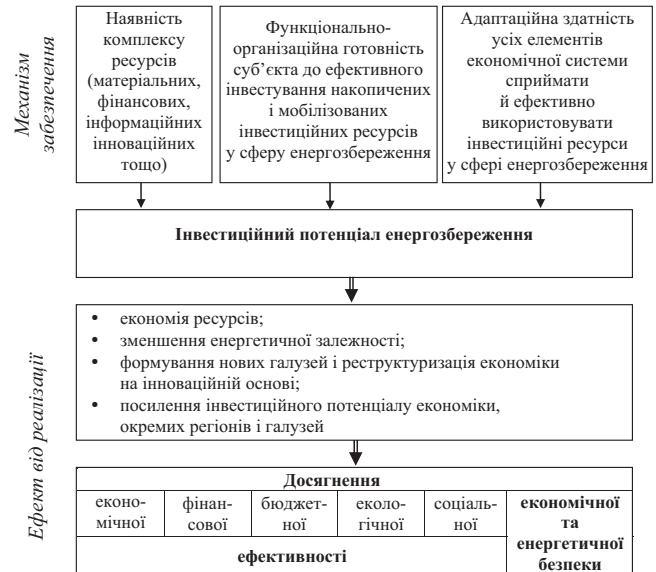 Механізм
забезпечення
Наявність
комплексу
ресурсів
(матеріальних,
фінансових,
інформаційних
інноваційних
тощо)
Функціонально-
організаційна готовність
суб’єкта до ефективного
інвестування накопичених
і мобілізованих
інвестиційних ресурсів
у сферу енергозбереження
Адаптаційна здатність
усіх елементів
економічної системи
сприймати
й ефективно
використовувати
інвестиційні ресурси
у сфері енергозбереження
Інвестиційний потенціал енергозбереження
Ефект від реалізації
• економія ресурсів;
• зменшення енергетичної залежності;
• формування нових галузей і реструктуризація економіки
на інноваційній основі;
• посилення інвестиційного потенціалу економіки,
окремих регіонів і галузей
Досягнення
еконо-
мічної
фінан-
сової
бюджет-
ної
еколо-
гічної
соціаль-
ної
ефективності
економічної
та
енергетичної
безпеки